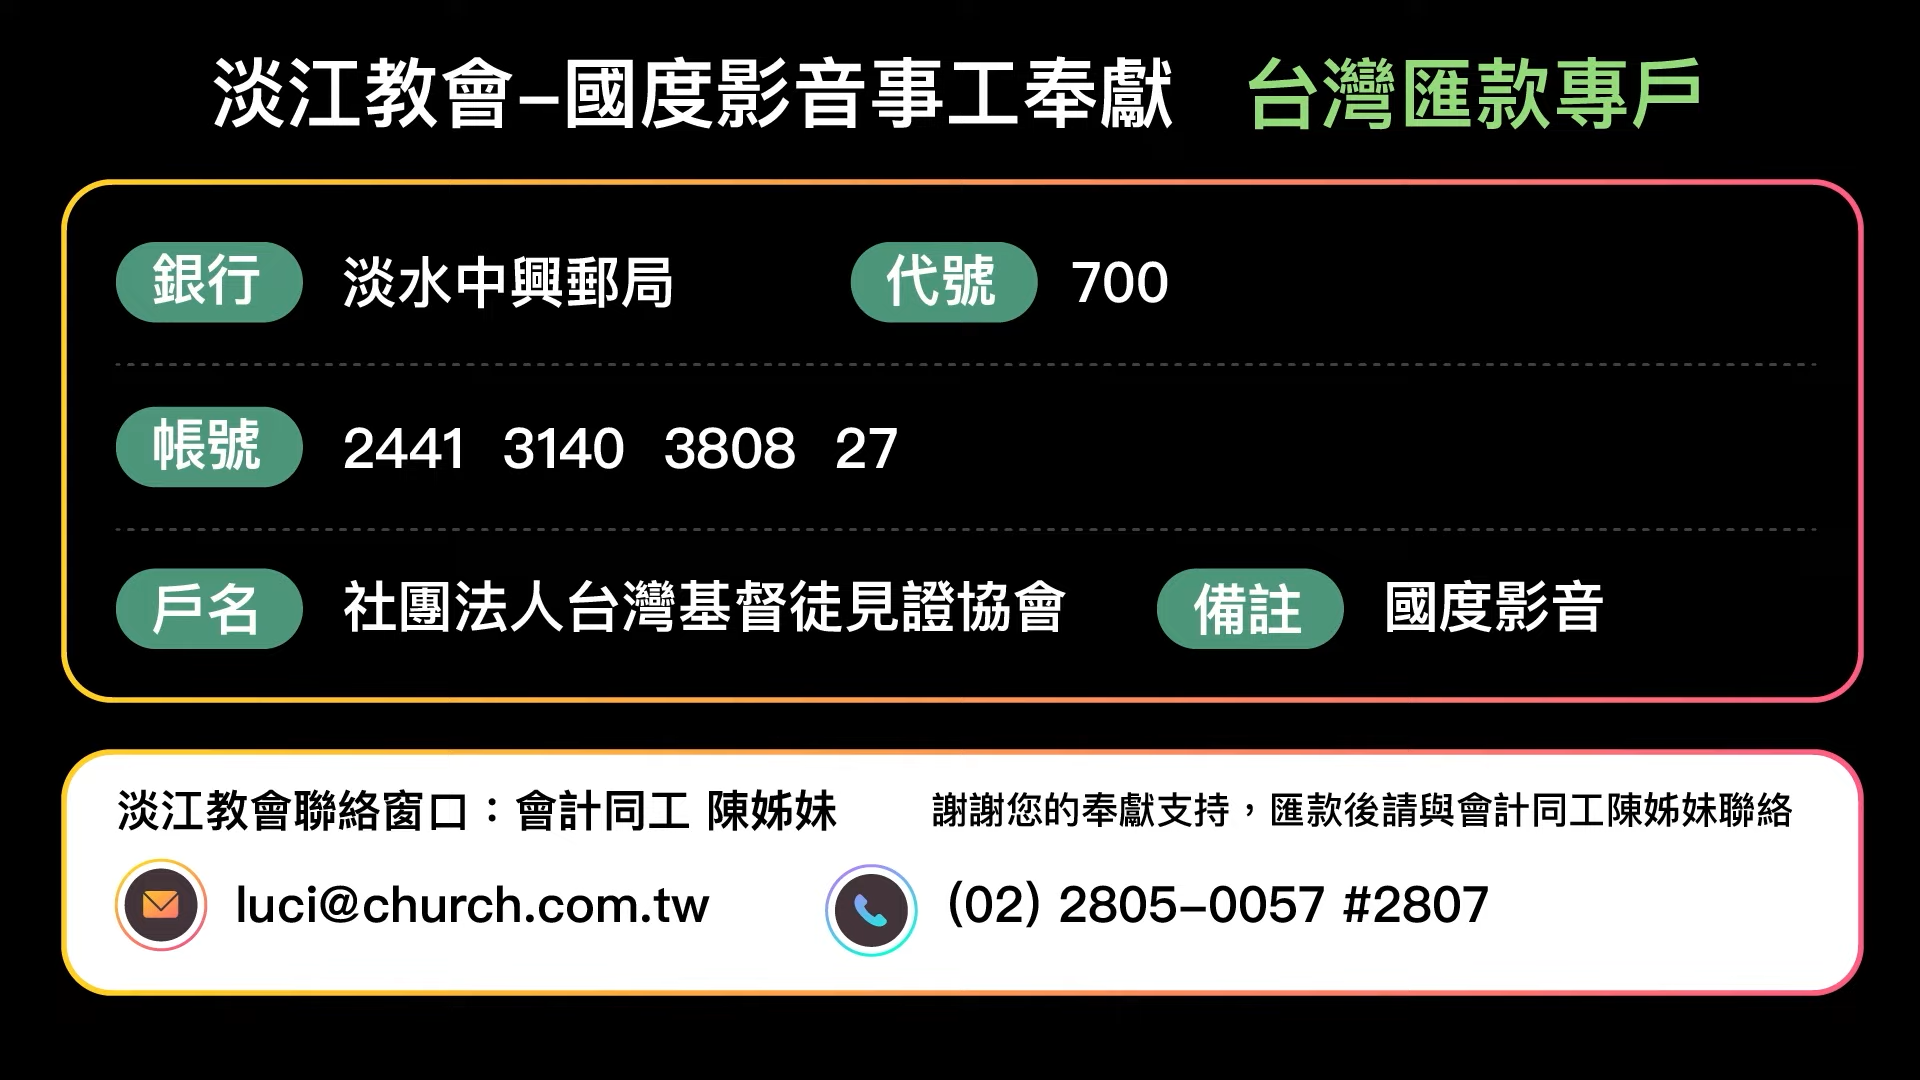 淡江教會–國度影音事工奉獻 台灣匯款專戶
銀行 淡水中興郵局 代號 700
帳號 2441 3140 3808 27
戶名 社團法人台灣基督徒見證協會 備註 國度影音
淡江教會聯絡窗口：會計同工 陳姊妹 謝謝您的奉獻支持，匯款後請與會計同工陳姊妹聯絡
luci@church.com.tw (02) 2805–0057 #2807